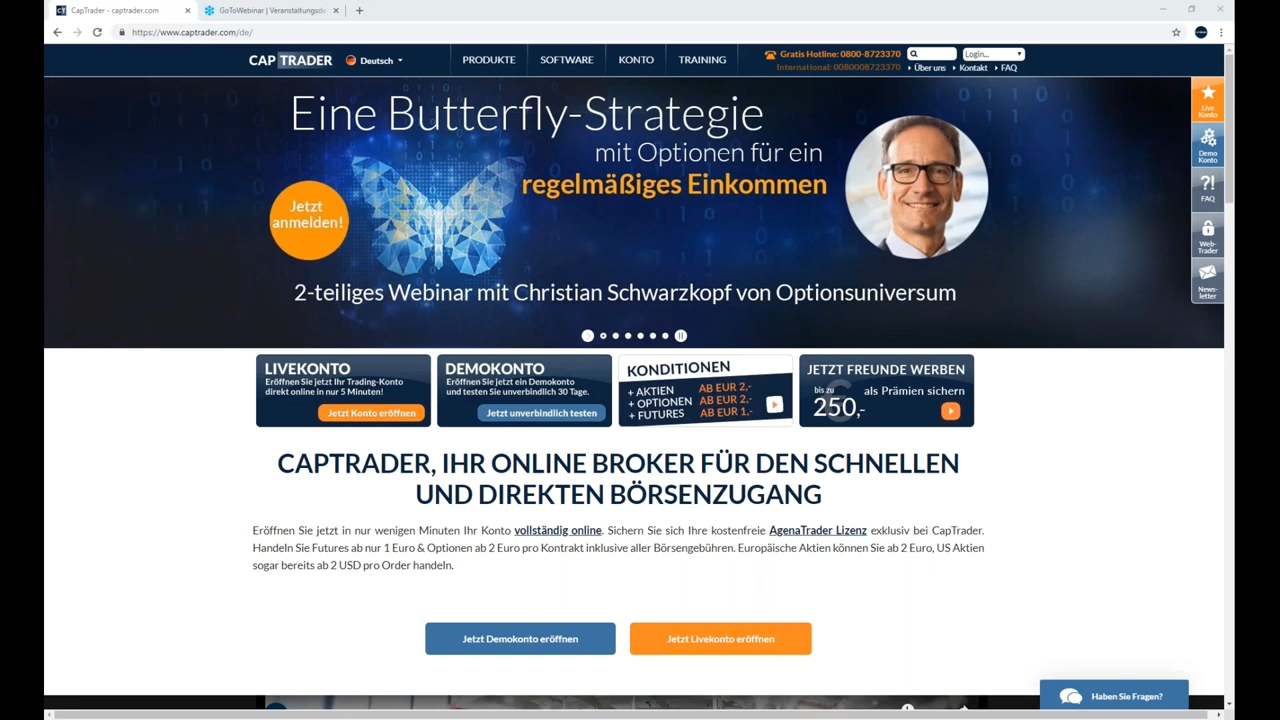 CapTrader - captrader.com
GoToWebinar | Veranstaltungsde
https://www.captrader.com/de/
CAP TRADER
Deutsch
PRODUKTE
SOFTWARE
KONTO
TRAINING
Gratis Hotline: 0800-8723370
International: 0080008723370
Login...
Über uns
Kontakt
FAQ
Eine Butterfly-Strategie
mit Optionen für ein
regelmäßiges Einkommen
Jetzt
anmelden!
2-teiliges Webinar mit Christian Schwarzkopf von Optionsuniversum
Live
Konto
Demo
Konto
?!
FAQ
Web-
Trader
News-
letter
LIVEKONTO
Eröffnen Sie jetzt Ihr Trading-Konto
direkt online in nur 5 Minuten!
Jetzt Konto eröffnen
DEMOKONTO
Eröffnen Sie jetzt ein Demokonto
und testen Sie unverbindlich 30 Tage.
Jetzt unverbindlich testen
KONDITIONEN
+ AKTIEN AB EUR 2,-
+ OPTIONEN AB EUR 2,-
+ FUTURES AB EUR 1,-
JETZT FREUNDE WERBEN
bis zu
250,-
€
als Prämien sichern
CAPTRADER, IHR ONLINE BROKER FÜR DEN SCHNELLEN
UND DIREKTEN BÖRSENZUGANG
Eröffnen Sie jetzt in nur wenigen Minuten Ihr Konto vollständig online. Sichern Sie sich Ihre kostenfreie AgenaTrader Lizenz exklusiv bei CapTrader.
Handeln Sie Futures ab nur 1 Euro & Optionen ab 2 Euro pro Kontrakt inklusive aller Börsengebühren. Europäische Aktien können Sie ab 2 Euro, US Aktien
sogar bereits ab 2 USD pro Order handeln.
Jetzt Demokonto eröffnen
Jetzt Livekonto eröffnen
Haben Sie Fragen?